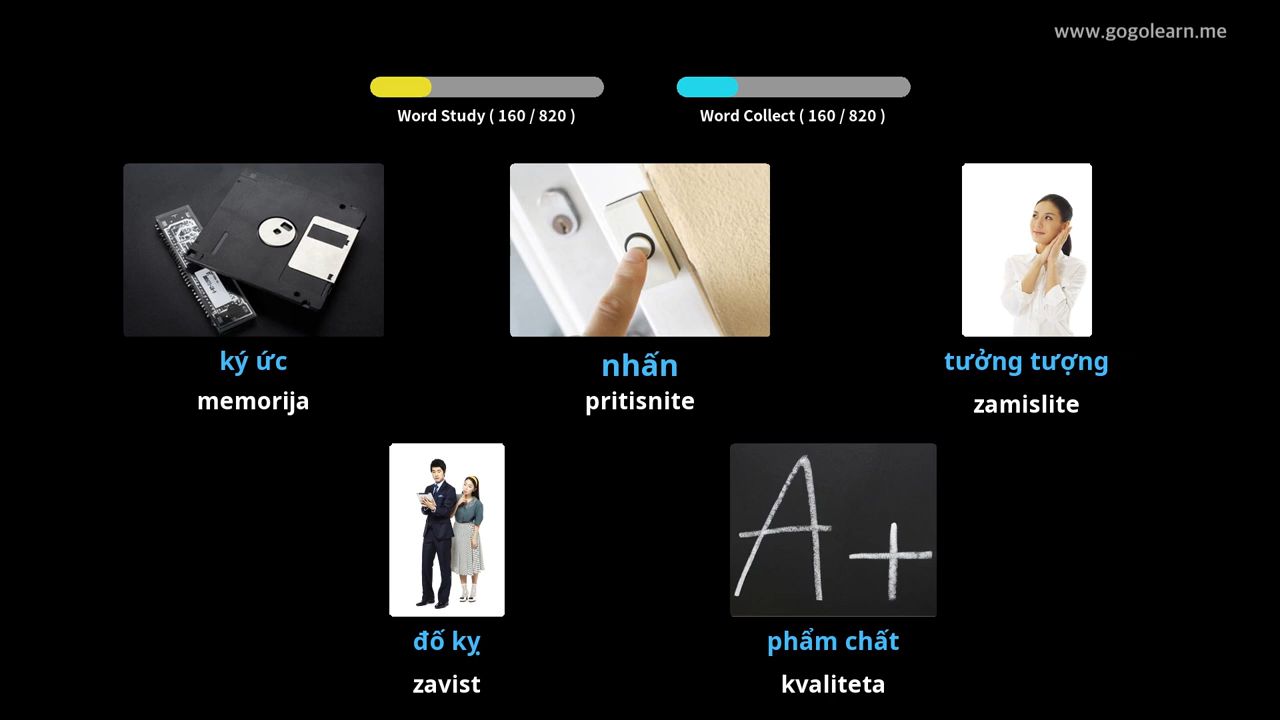 www.gogolearn.me
Word Study ( 160 / 820 )
Word Collect ( 160 / 820 )
ký ức
memorija
nhấn
pritisnite
tưởng tượng
zamislite
đố kỵ
zavist
A+
phẩm chất
kvaliteta